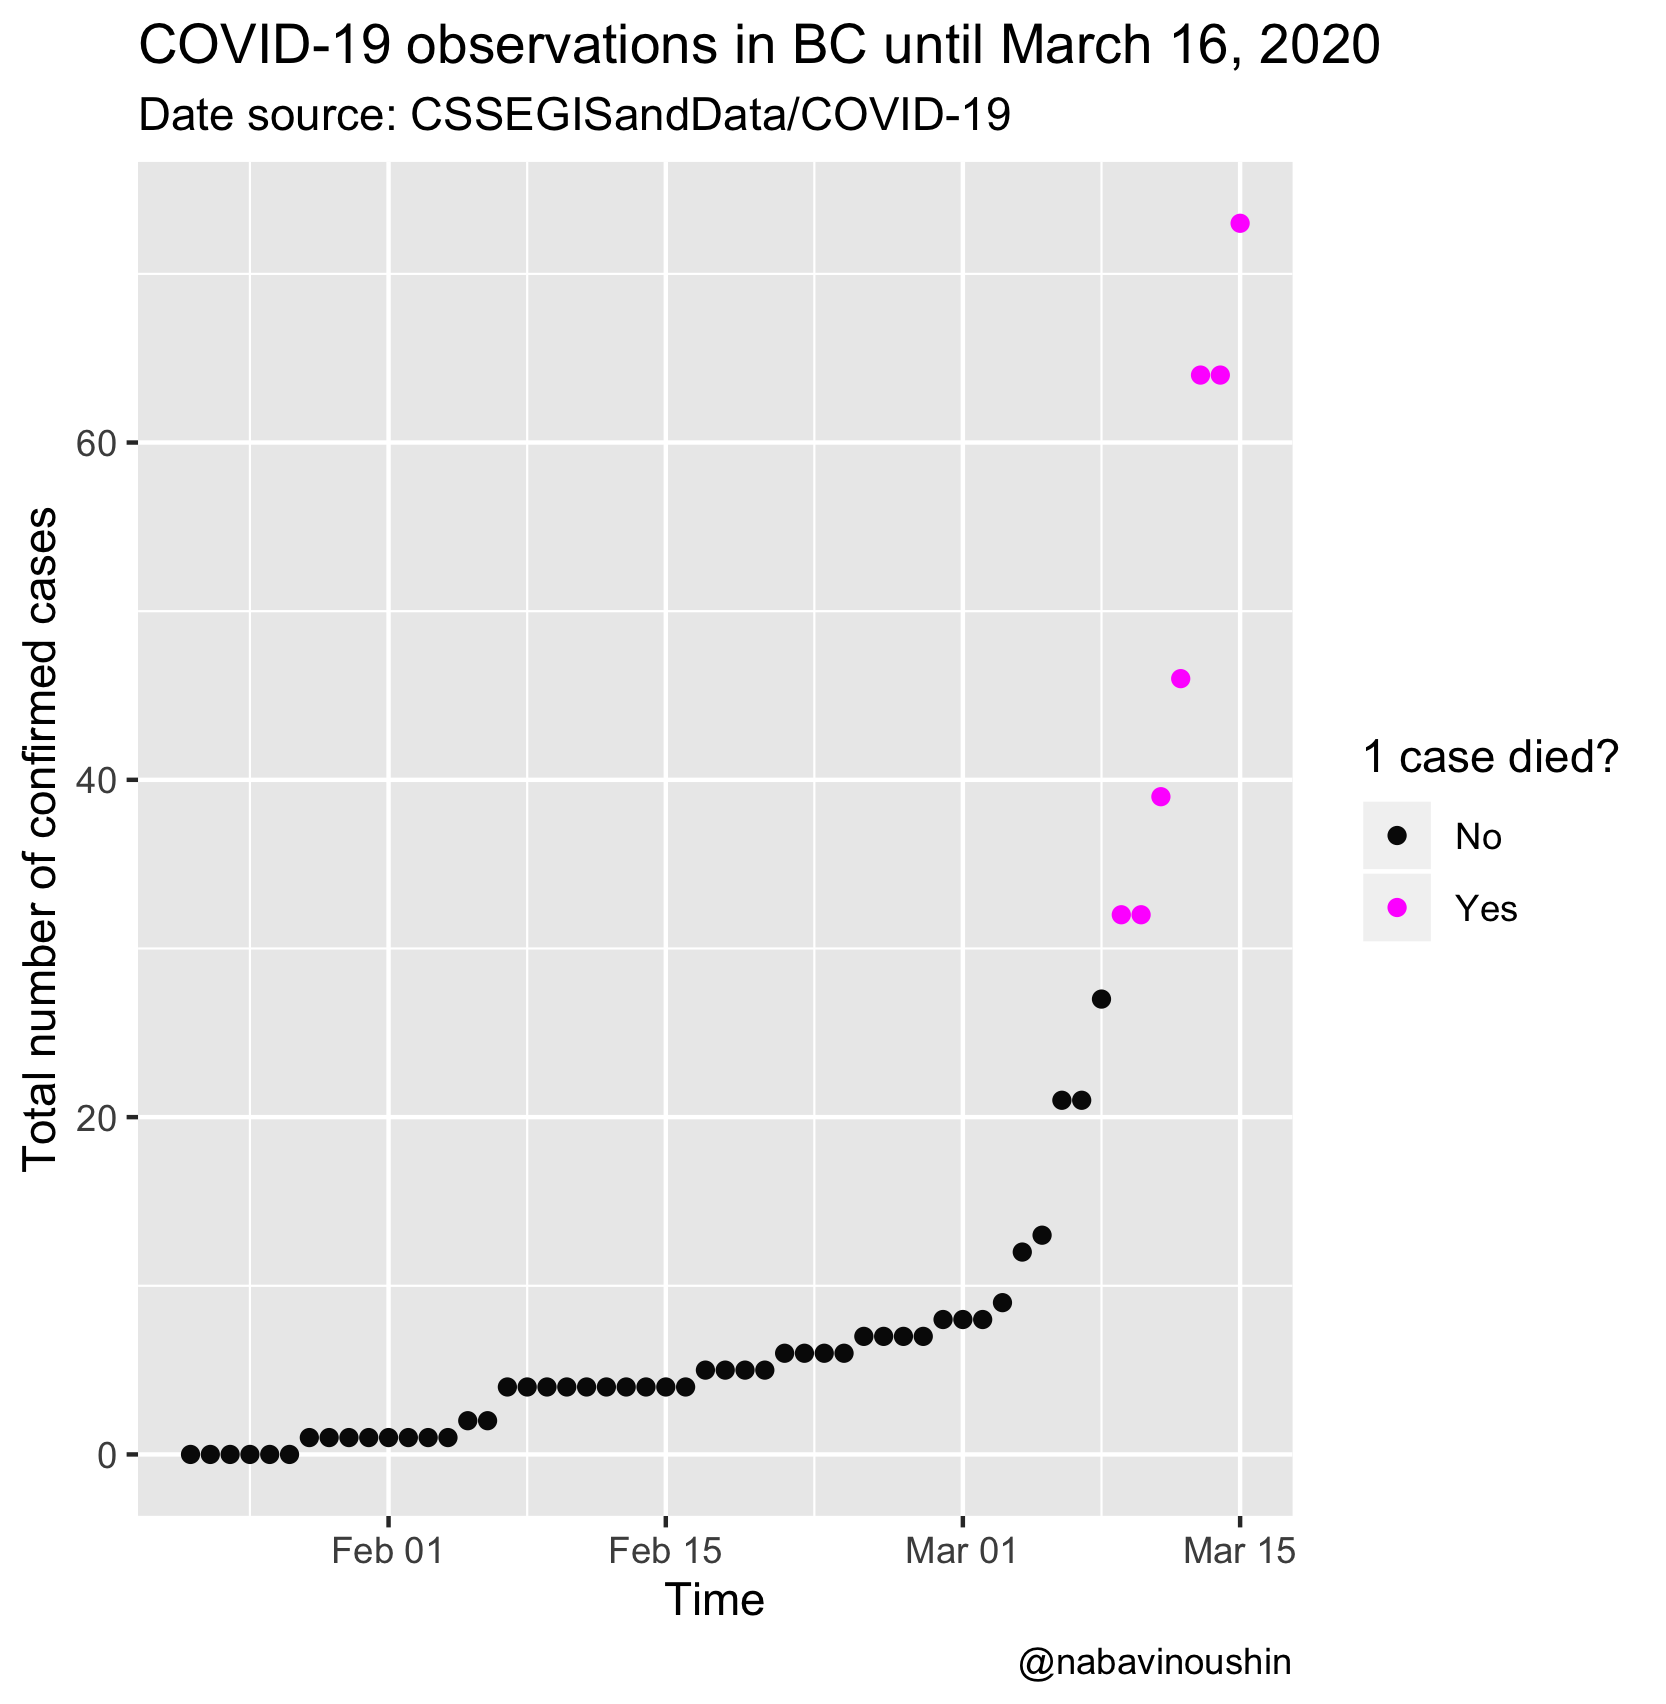 COVID-19 observations in BC until March 16, 2020
Date source: CSSEGISandData/COVID-19
Total number of confirmed cases
60
40
20
0
Feb 01
Feb 15
Mar 01
Mar 15
Time
1 case died?
No
Yes
@nabavinoushin